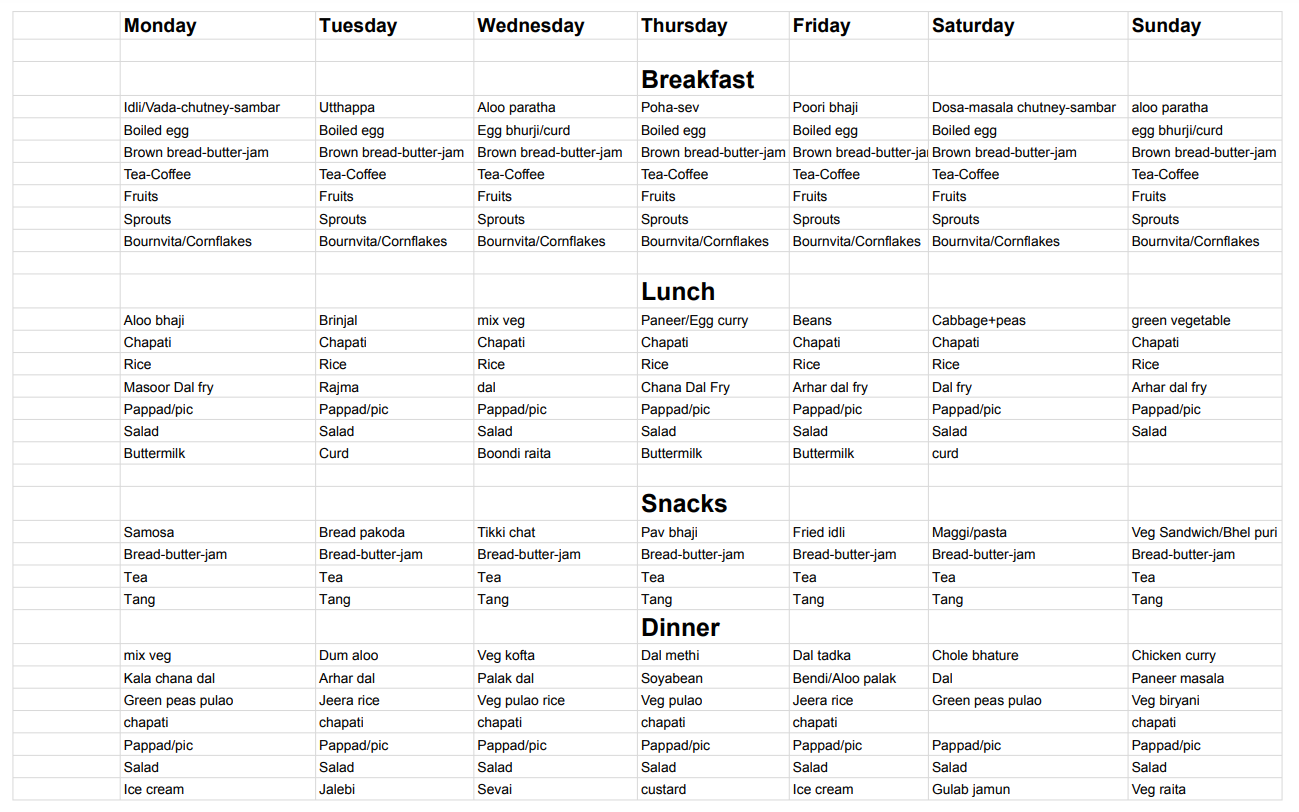 Monday Tuesday Wednesday Thursday Friday Saturday Sunday
Breakfast
Idli/Vada-chutney-sambar Utthappa Aloo paratha Poha-sev Poori bhaji Dosa-masala chutney-sambar aloo paratha
Boiled egg Boiled egg Egg bhurji/curd Boiled egg Boiled egg Boiled egg egg bhurji/curd
Brown bread-butter-jam Brown bread-butter-jam Brown bread-butter-jam Brown bread-butter-jam Brown bread-butter-ja Brown bread-butter-jam Brown bread-butter-jam
Tea-Coffee Tea-Coffee Tea-Coffee Tea-Coffee Tea-Coffee Tea-Coffee Tea-Coffee
Fruits Fruits Fruits Fruits Fruits Fruits Fruits
Sprouts Sprouts Sprouts Sprouts Sprouts Sprouts Sprouts
Bournvita/Cornflakes Bournvita/Cornflakes Bournvita/Cornflakes Bournvita/Cornflakes Bournvita/Cornflakes Bournvita/Cornflakes Bournvita/Cornflakes
Lunch
Aloo bhaji Brinjal mix veg Paneer/Egg curry Beans Cabbage+peas green vegetable
Chapati Chapati Chapati Chapati Chapati Chapati Chapati
Rice Rice Rice Rice Rice Rice Rice
Masoor Dal fry Rajma dal Chana Dal Fry Arhar dal fry Dal fry Arhar dal fry
Pappad/pic Pappad/pic Pappad/pic Pappad/pic Pappad/pic Pappad/pic Pappad/pic
Salad Salad Salad Salad Salad Salad Salad
Buttermilk Curd Boondi raita Buttermilk Buttermilk curd
Snacks
Samosa Bread pakoda Tikki chat Pav bhaji Fried idli Maggi/pasta Veg Sandwich/Bhel puri
Bread-butter-jam Bread-butter-jam Bread-butter-jam Bread-butter-jam Bread-butter-jam Bread-butter-jam Bread-butter-jam
Tea Tea Tea Tea Tea Tea Tea
Tang Tang Tang Tang Tang Tang Tang
Dinner
mix veg Dum aloo Veg kofta Dal methi Dal tadka Chole bhature Chicken curry
Kala chana dal Arhar dal Palak dal Soyabean Bendi/Aloo palak Dal Paneer masala
Green peas pulao Jeera rice Veg pulao rice Veg pulao Jeera rice Green peas pulao Veg biryani
chapati chapati chapati chapati chapati chapati
Pappad/pic Pappad/pic Pappad/pic Pappad/pic Pappad/pic Pappad/pic Pappad/pic
Salad Salad Salad Salad Salad Salad Salad
Ice cream Jalebi Sevai custard Ice cream Gulab jamun Veg raita